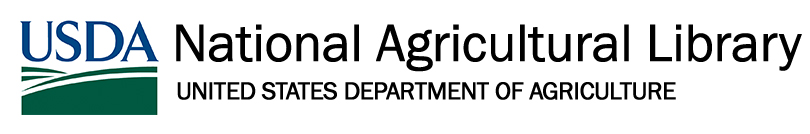 USDA National Agricultural Library
UNITED STATES DEPARTMENT OF AGRICULTURE